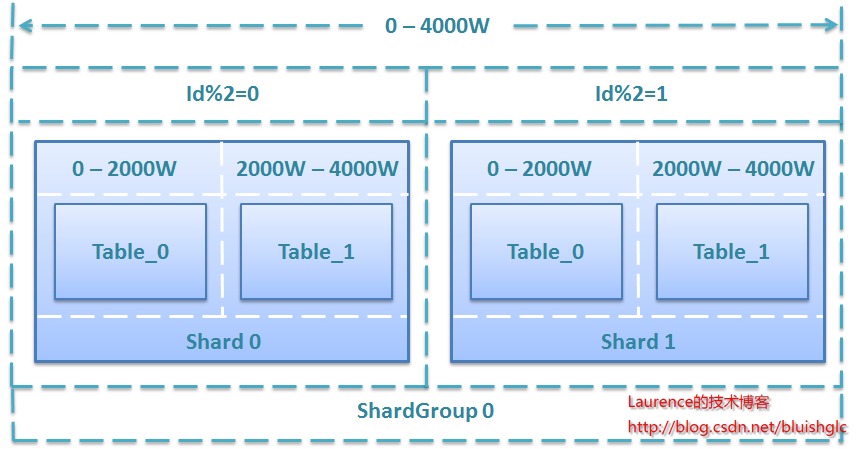 0 – 4000W
Id%2=0
Id%2=1
0 – 2000W
2000W – 4000W
0 – 2000W
2000W – 4000W
Table_0
Table_1
Table_0
Table_1
Shard 0
Shard 1
ShardGroup 0
Laurence的技术博客
http://blog.csdn.net/bluishglc